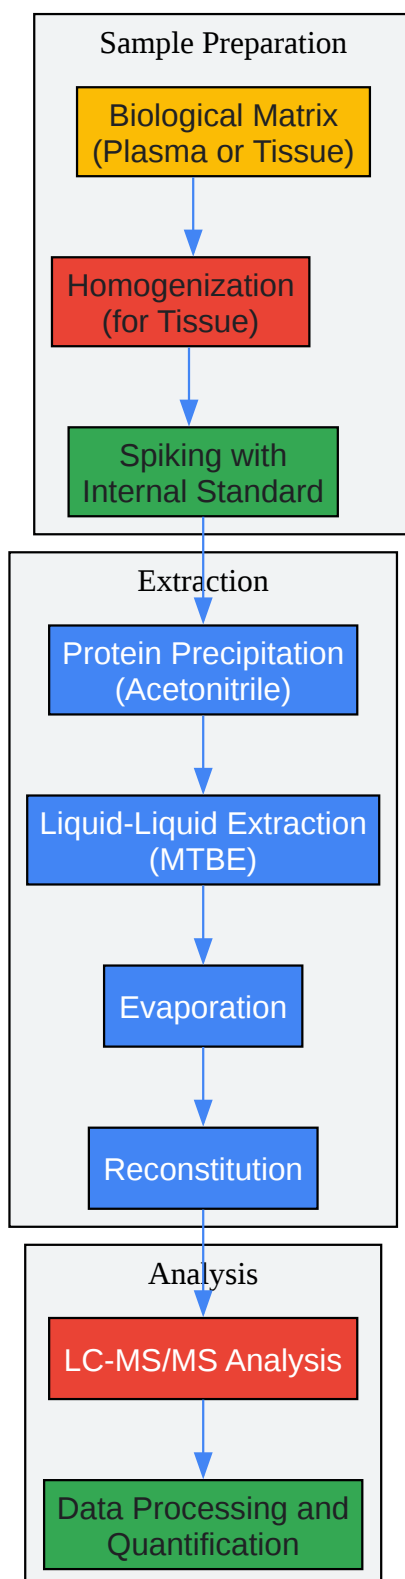 Sample Preparation
Biological Matrix
(Plasma or Tissue)
Homogenization
(for Tissue)
Spiking with
Internal Standard
Extraction
Protein Precipitation
(Acetonitrile)
Liquid-Liquid Extraction
(MTBE)
Evaporation
Reconstitution
Analysis
LC-MS/MS Analysis
Data Processing and
Quantification